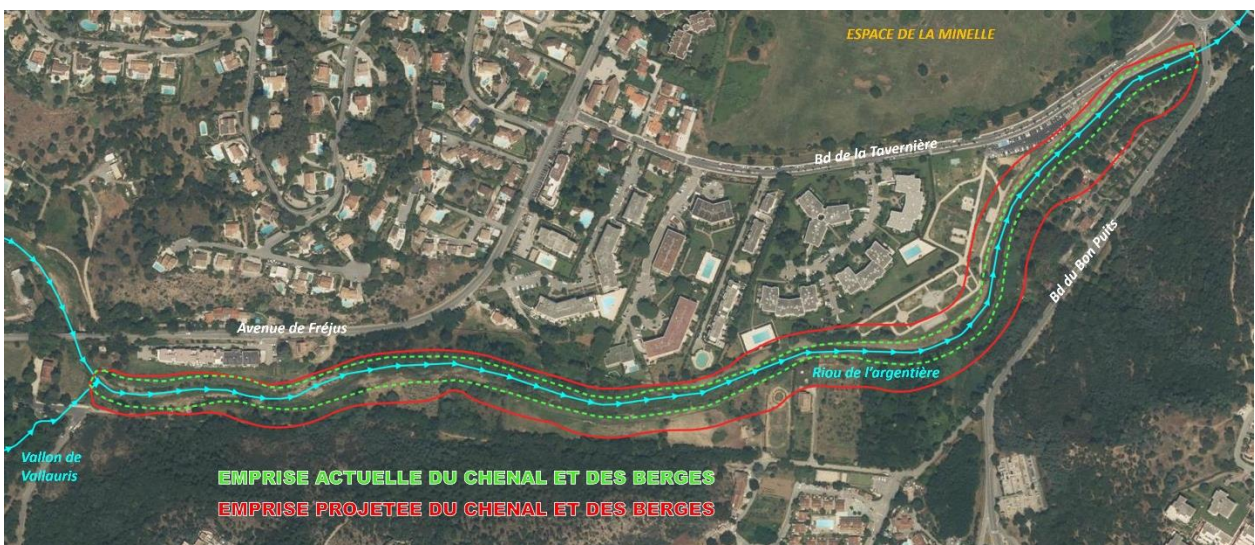 ESPACE DE LA MINELLE
Bd de la Tavernière
Bd du Bon Puits
Avenue de Fréjus
Riou de l'argentière
Vallon de
Vallauris
EMPRISE ACTUELLE DU CHENAL ET DES BERGES
EMPRISE PROJETEE DU CHENAL ET DES BERGES